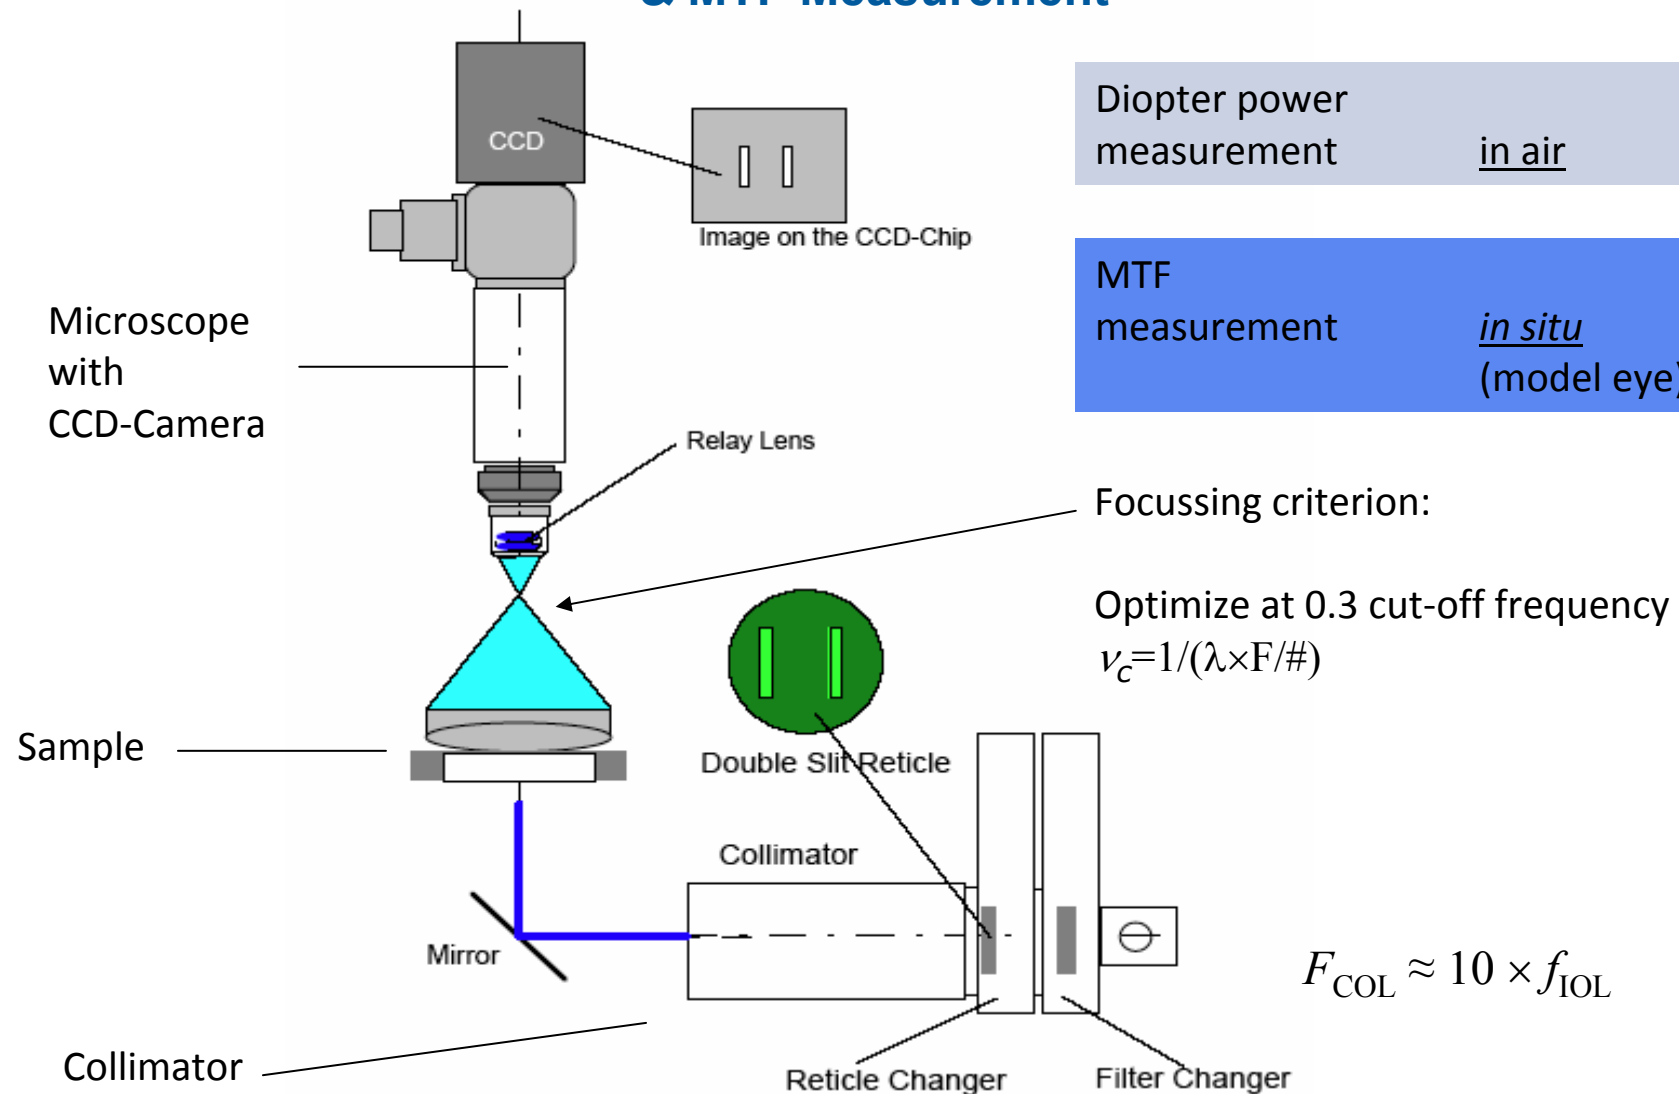 & MTF Measurement
CCD
Image on the CCD-Chip
Diopter power
measurement in air
MTF
measurement in situ
(model eye)
Microscope
with
CCD-Camera
Relay Lens
Focussing criterion:
Optimize at 0.3 cut-off frequency
νc=1/(λ×F/#)
Sample
Double Slit Reticle
Collimator
Mirror
FCOL ≈ 10 × fIOL
Collimator
Reticle Changer
Filter Changer